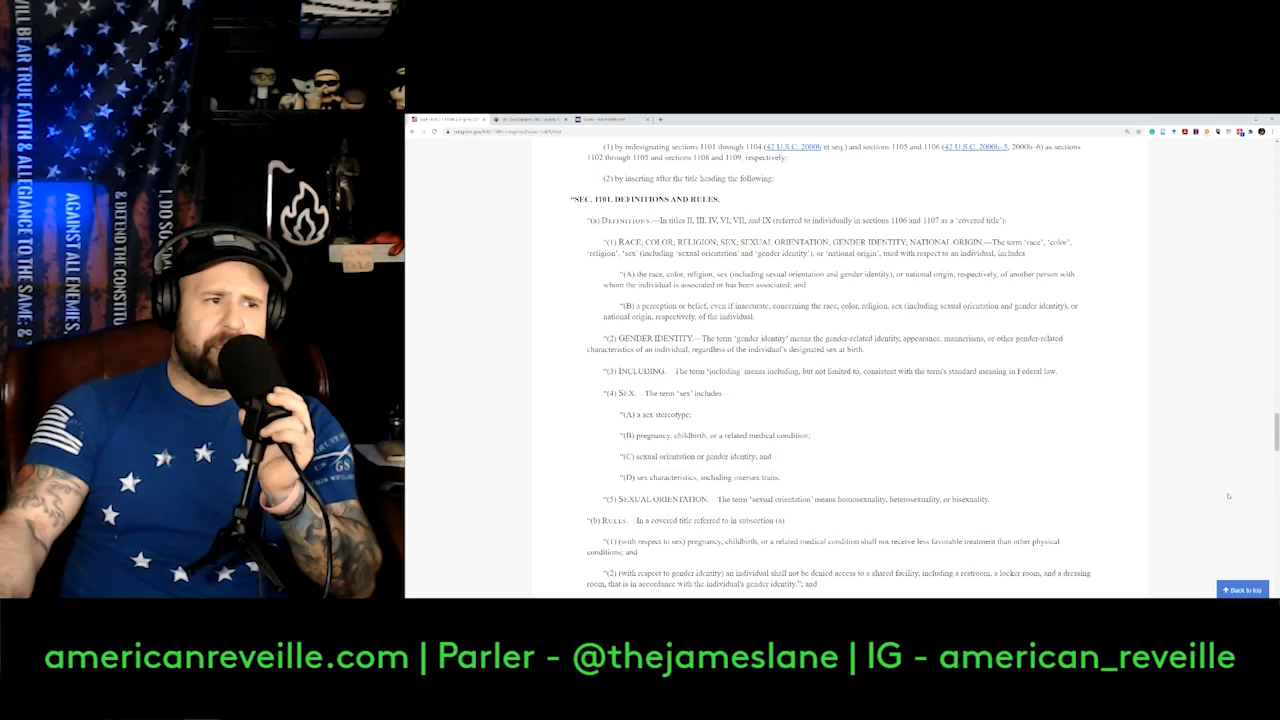 WILL BEAR TRUE FAITH & ALLEGIANCE TO THE SAME; &
AGAINST ALL ENEMIES,
& DEFEND THE CONSTITU
I, DO SO
(1) by redesignating sections 1101 through 1104 (42 U.S.C. 2000h et seq.) and sections 1105 and 1106 (42 U.S.C. 2000h–5, 2000h–6) as sections
1102 through 1105 and 1108 and 1109, respectively;
(2) by inserting after the title heading the following:
“SEC. 1101. DEFINITIONS AND RULES.
“(a) DEFINITIONS.—In titles II, III, IV, VI, VII, and IX (referred to individually in sections 1106 and 1107 as a ‘covered title’):
“(1) RACE; COLOR; RELIGION; SEX; SEXUAL ORIENTATION; GENDER IDENTITY; NATIONAL ORIGIN.—The term ‘race’, ‘color’,
‘religion’, ‘sex’ (including ‘sexual orientation’ and ‘gender identity’), or ‘national origin’, used with respect to an individual, includes
“(A) the race, color, religion, sex (including sexual orientation and gender identity), or national origin, respectively, of another person with
whom the individual is associated or has been associated; and
“(B) a perception or belief, even if inaccurate, concerning the race, color, religion, sex (including sexual orientation and gender identity), or
national origin, respectively, of the individual.
“(2) GENDER IDENTITY.—The term ‘gender identity’ means the gender-related identity, appearance, mannerisms, or other gender-related
characteristics of an individual, regardless of the individual’s designated sex at birth.
“(3) INCLUDING. The term ‘including’ means including, but not limited to, consistent with the term’s standard meaning in Federal law.
“(4) SEX. The term ‘sex’ includes
“(A) a sex stereotype;
“(B) pregnancy, childbirth, or a related medical condition;
“(C) sexual orientation or gender identity; and
“(D) sex characteristics, including intersex traits.
“(5) SEXUAL ORIENTATION. The term ‘sexual orientation’ means homosexuality, heterosexuality, or bisexuality.
“(b) RULES. In a covered title referred to in subsection (a)
“(1) (with respect to sex) pregnancy, childbirth, or a related medical condition shall not receive less favorable treatment than other physical
conditions; and
“(2) (with respect to gender identity) an individual shall not be denied access to a shared facility, including a restroom, a locker room, and a dressing
room, that is in accordance with the individual’s gender identity.”; and
Back to top
americanreveille.com | Parler - @thejameslane | IG - american_reveille